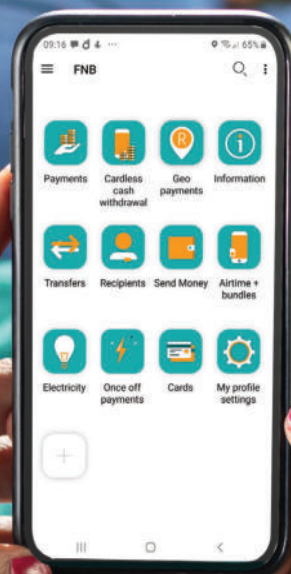 09:16
65%
FNB
R
i
Payments
Cardless
cash
withdrawal
Geo
payments
Information
Transfers
Recipients
Send Money
Airtime +
bundles
Electricity
Once off
payments
Cards
My profile
settings